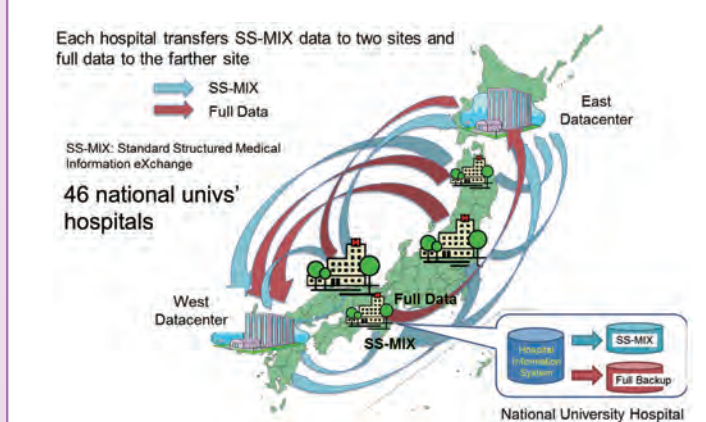 Each hospital transfers SS-MIX data to two sites and
full data to the farther site
SS-MIX
Full Data
SS-MIX: Standard Structured Medical
Information eXchange
46 national univs'
hospitals
East
Datacenter
West
Datacenter
Full Data
SS-MIX
Hospital
Information
System
SS-MIX
Full Backup
National University Hospital